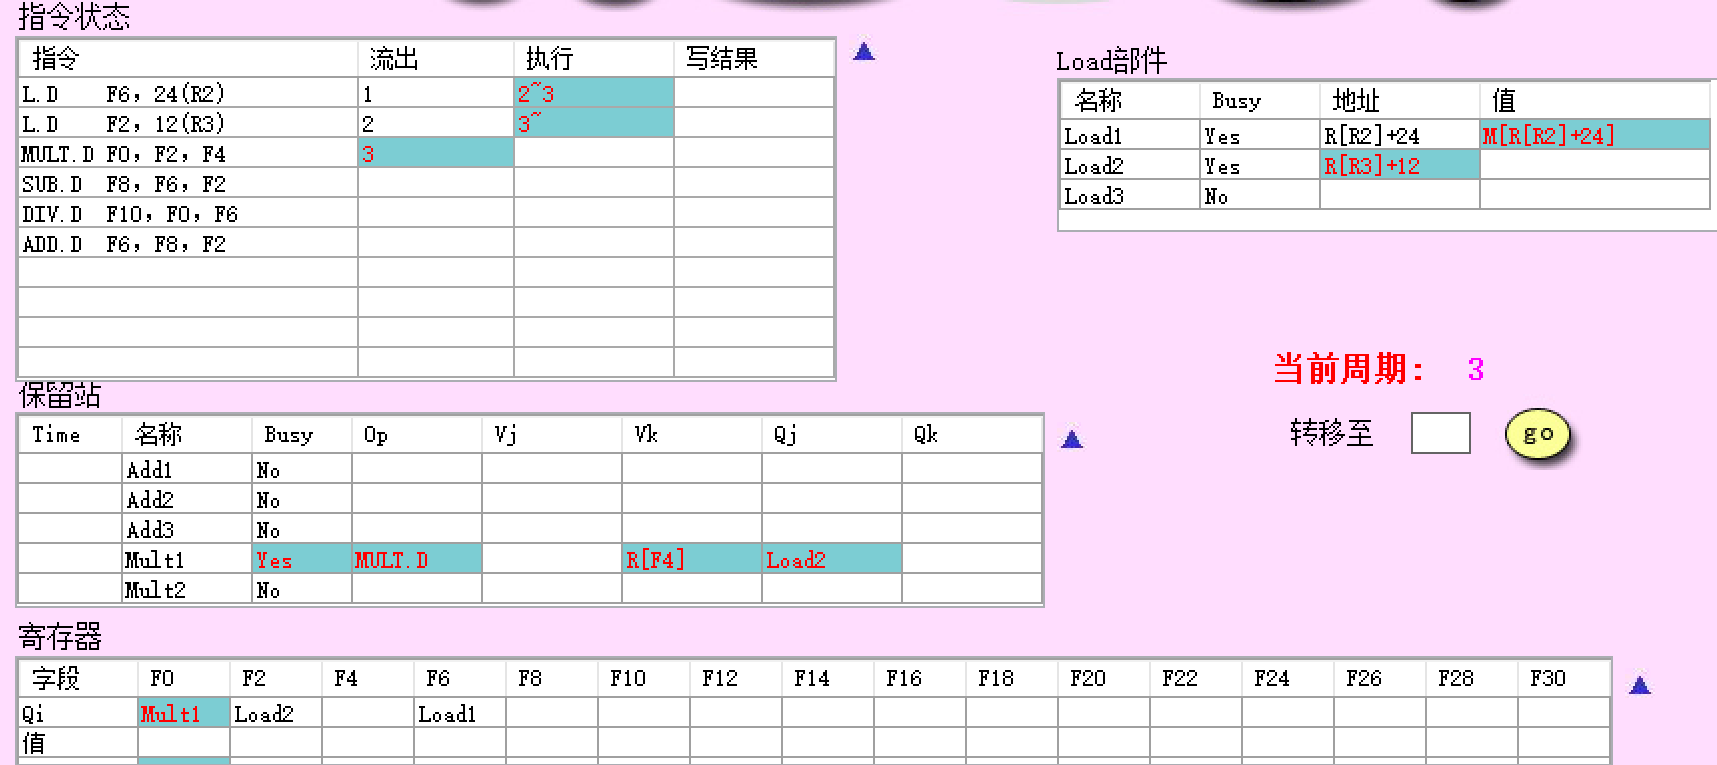 指令状态
指令 流出 执行 写结果
L.D F6, 24(R2) 1 2~3
L.D F2, 12(R3) 2 3~
MULT.D F0, F2, F4 3
SUB.D F8, F6, F2
DIV.D F10, F0, F6
ADD.D F6, F8, F2
Load部件
名称 Busy 地址 值
Load1 Yes R[R2]+24 M[R[R2]+24]
Load2 Yes R[R3]+12
Load3 No
当前周期: 3
转移至 go
保留站
Time 名称 Busy Op Vj Vk Qj Qk
Add1 No
Add2 No
Add3 No
Mult1 Yes MULT.D R[F4] Load2
Mult2 No
寄存器
字段 F0 F2 F4 F6 F8 F10 F12 F14 F16 F18 F20 F22 F24 F26 F28 F30
Qi Mult1 Load2 Load1
值